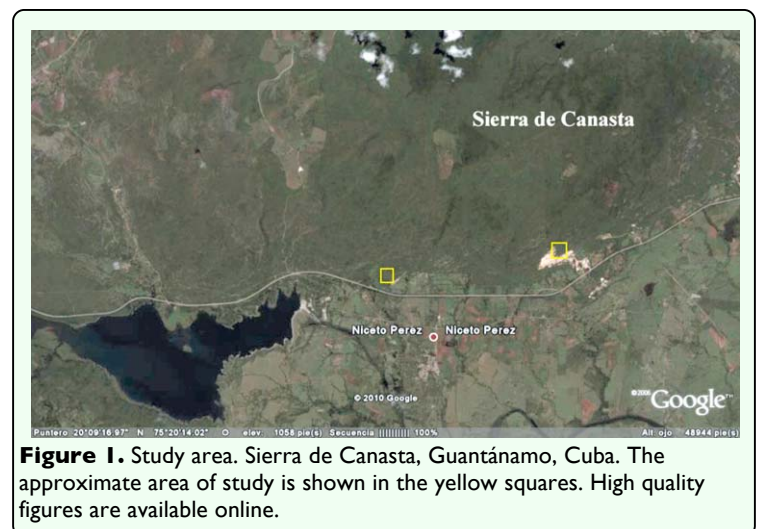 Sierra de Canasta
Niceto Perez Niceto Perez
© 2010 Google
©2006 Google™
Puntero 20°09'16.97" N 75°20'14.02" O elev. 1058 pie(s) Secuencia |||||||||| 100% Alt. ojo 48944 pie(s)
Figure 1. Study area. Sierra de Canasta, Guantánamo, Cuba. The
approximate area of study is shown in the yellow squares. High quality
figures are available online.